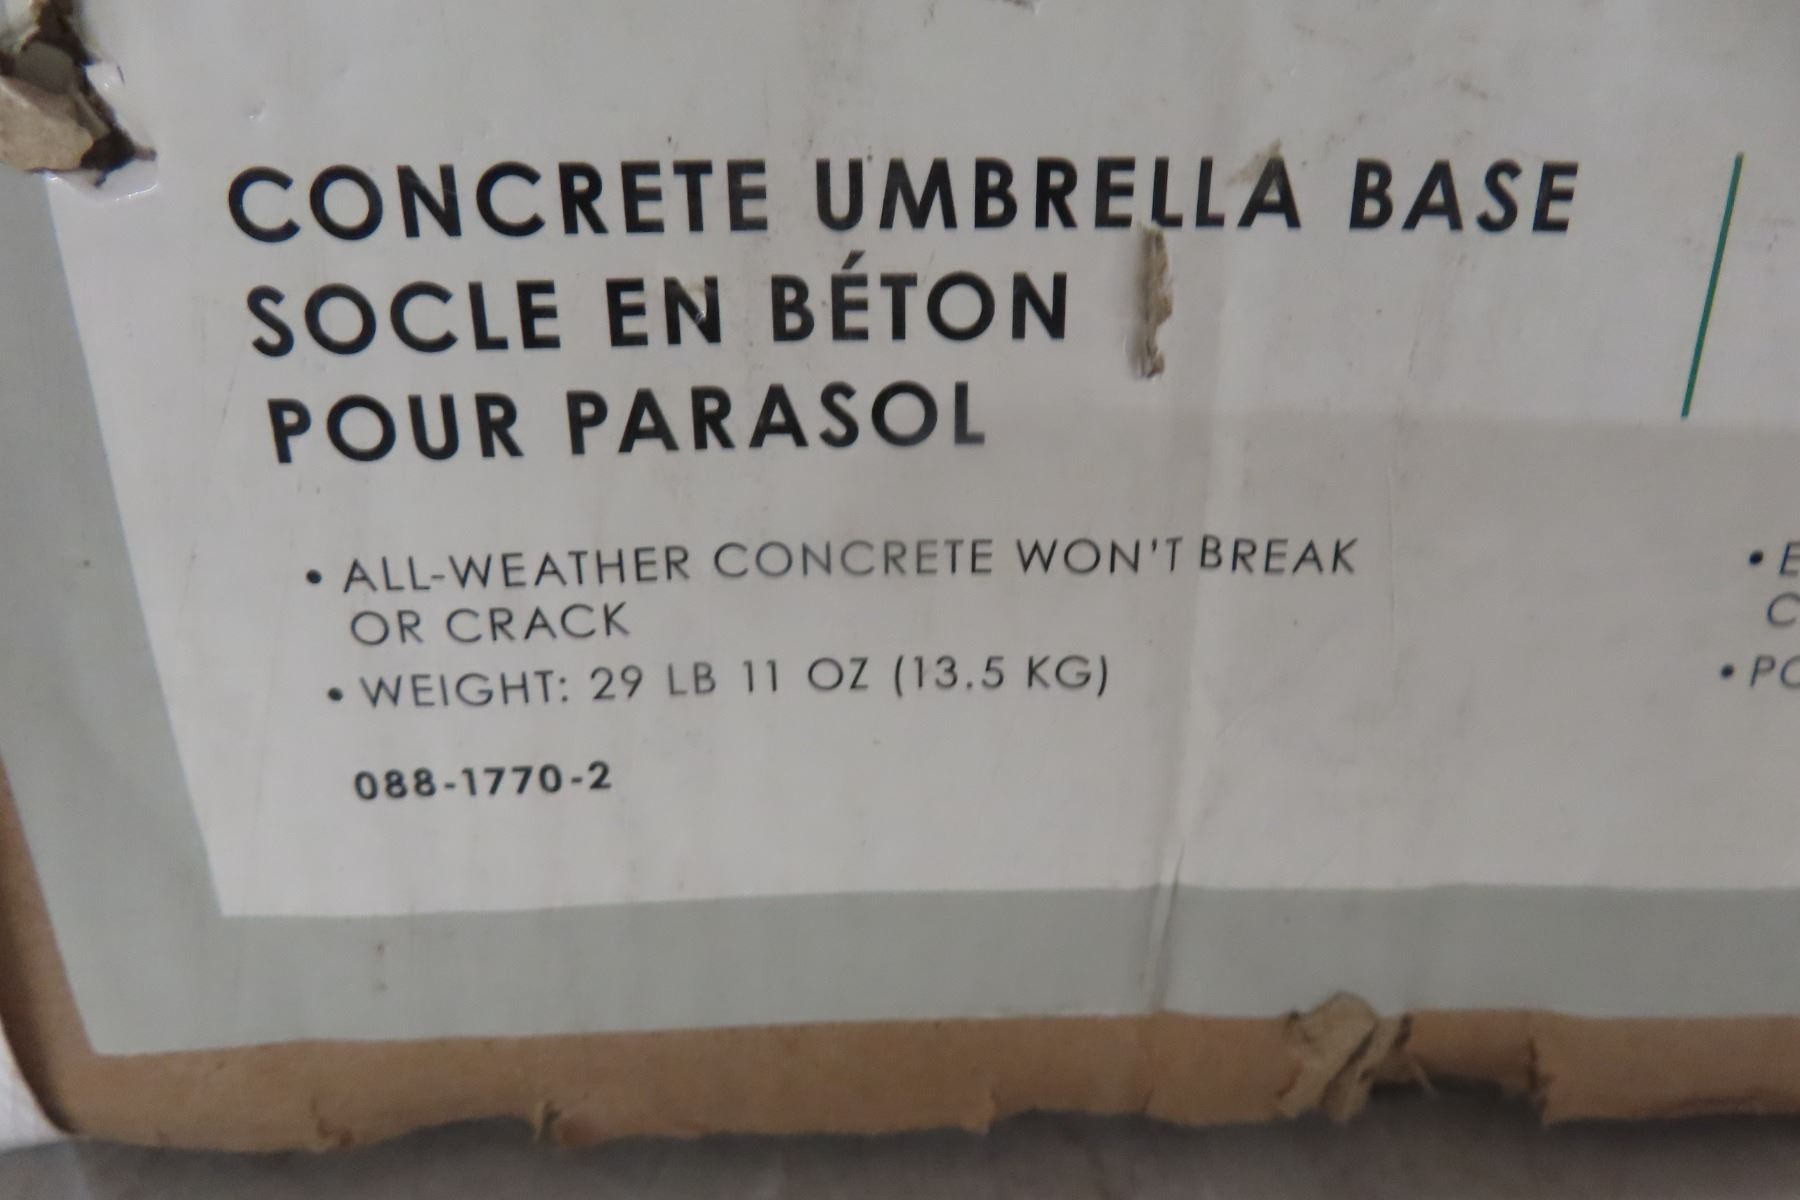 CONCRETE UMBRELLA BASE
SOCLE EN BÉTON
POUR PARASOL
• ALL-WEATHER CONCRETE WON'T BREAK
OR CRACK
• WEIGHT: 29 LB 11 OZ (13.5 KG)
088-1770-2